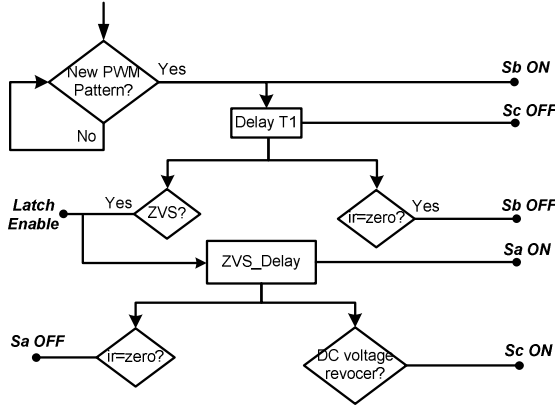 New PWM
Pattern?
Yes
No
Sb ON
Delay T1
Sc OFF
Latch
Enable
Yes
ZVS?
ir=zero?
Yes
Sb OFF
ZVS_Delay
Sa ON
Sa OFF
ir=zero?
DC voltage
revocer?
Sc ON